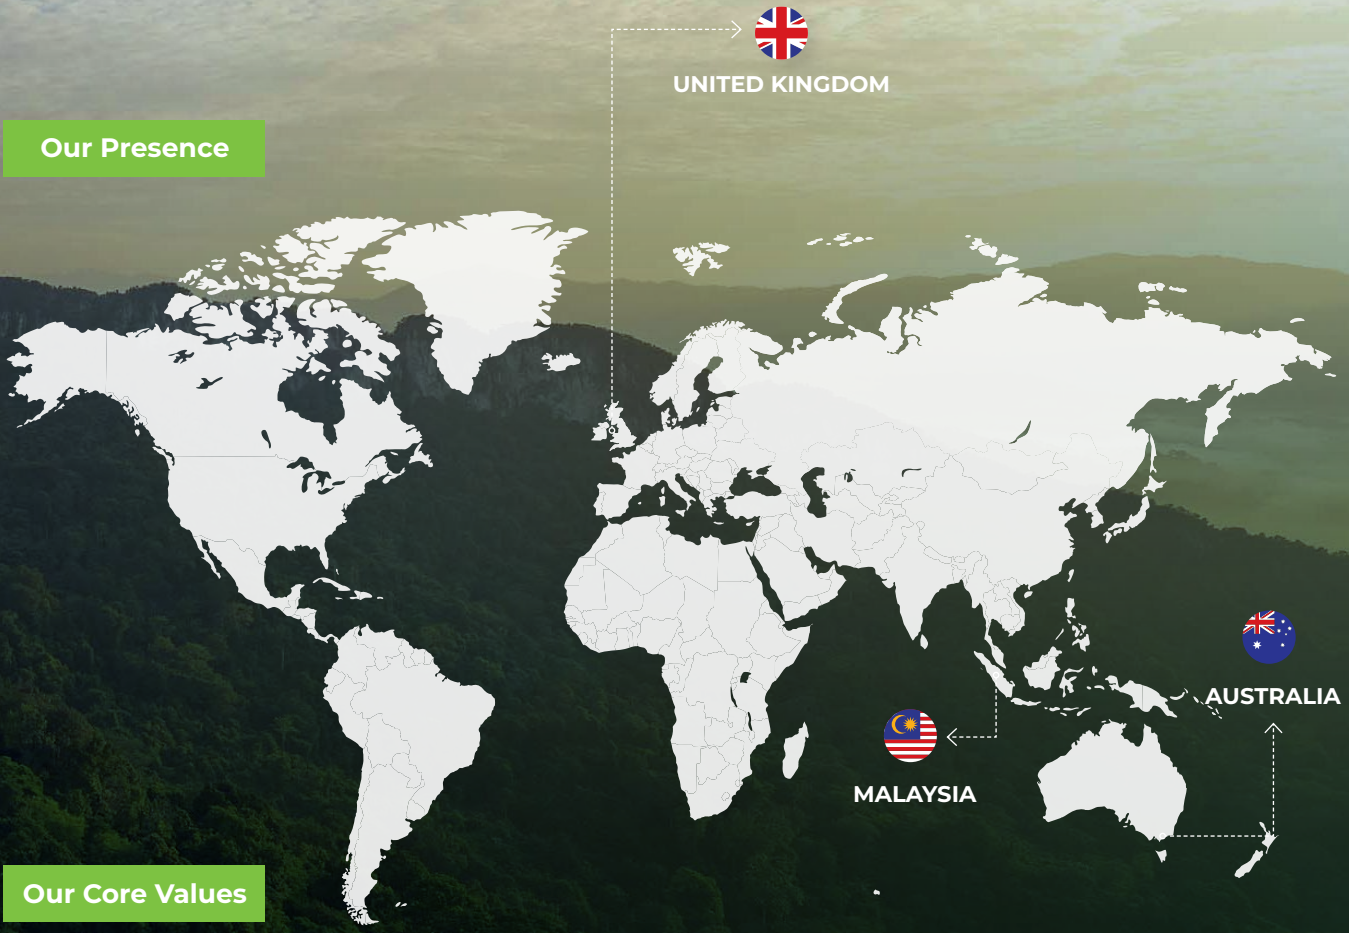 UNITED KINGDOM
Our Presence
AUSTRALIA
MALAYSIA
Our Core Values